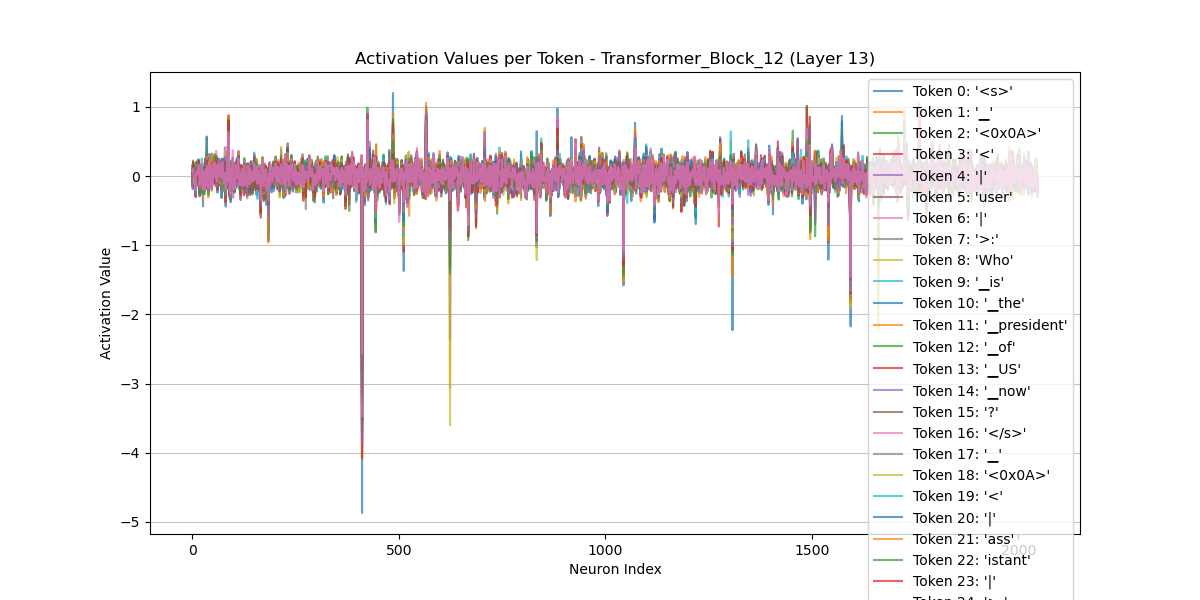 Activation Values per Token - Transformer_Block_12 (Layer 13)
Activation Value
1
0
−1
−2
−3
−4
−5
0
500
1000
1500
2000
Neuron Index
Token 0: '<s>'
Token 1: '▁'
Token 2: '<0x0A>'
Token 3: '<'
Token 4: '|'
Token 5: 'user'
Token 6: '|'
Token 7: '>:'
Token 8: 'Who'
Token 9: '▁is'
Token 10: '▁the'
Token 11: '▁president'
Token 12: '▁of'
Token 13: '▁US'
Token 14: '▁now'
Token 15: '?'
Token 16: '</s>'
Token 17: '▁'
Token 18: '<0x0A>'
Token 19: '<'
Token 20: '|'
Token 21: 'ass'
Token 22: 'istant'
Token 23: '|'